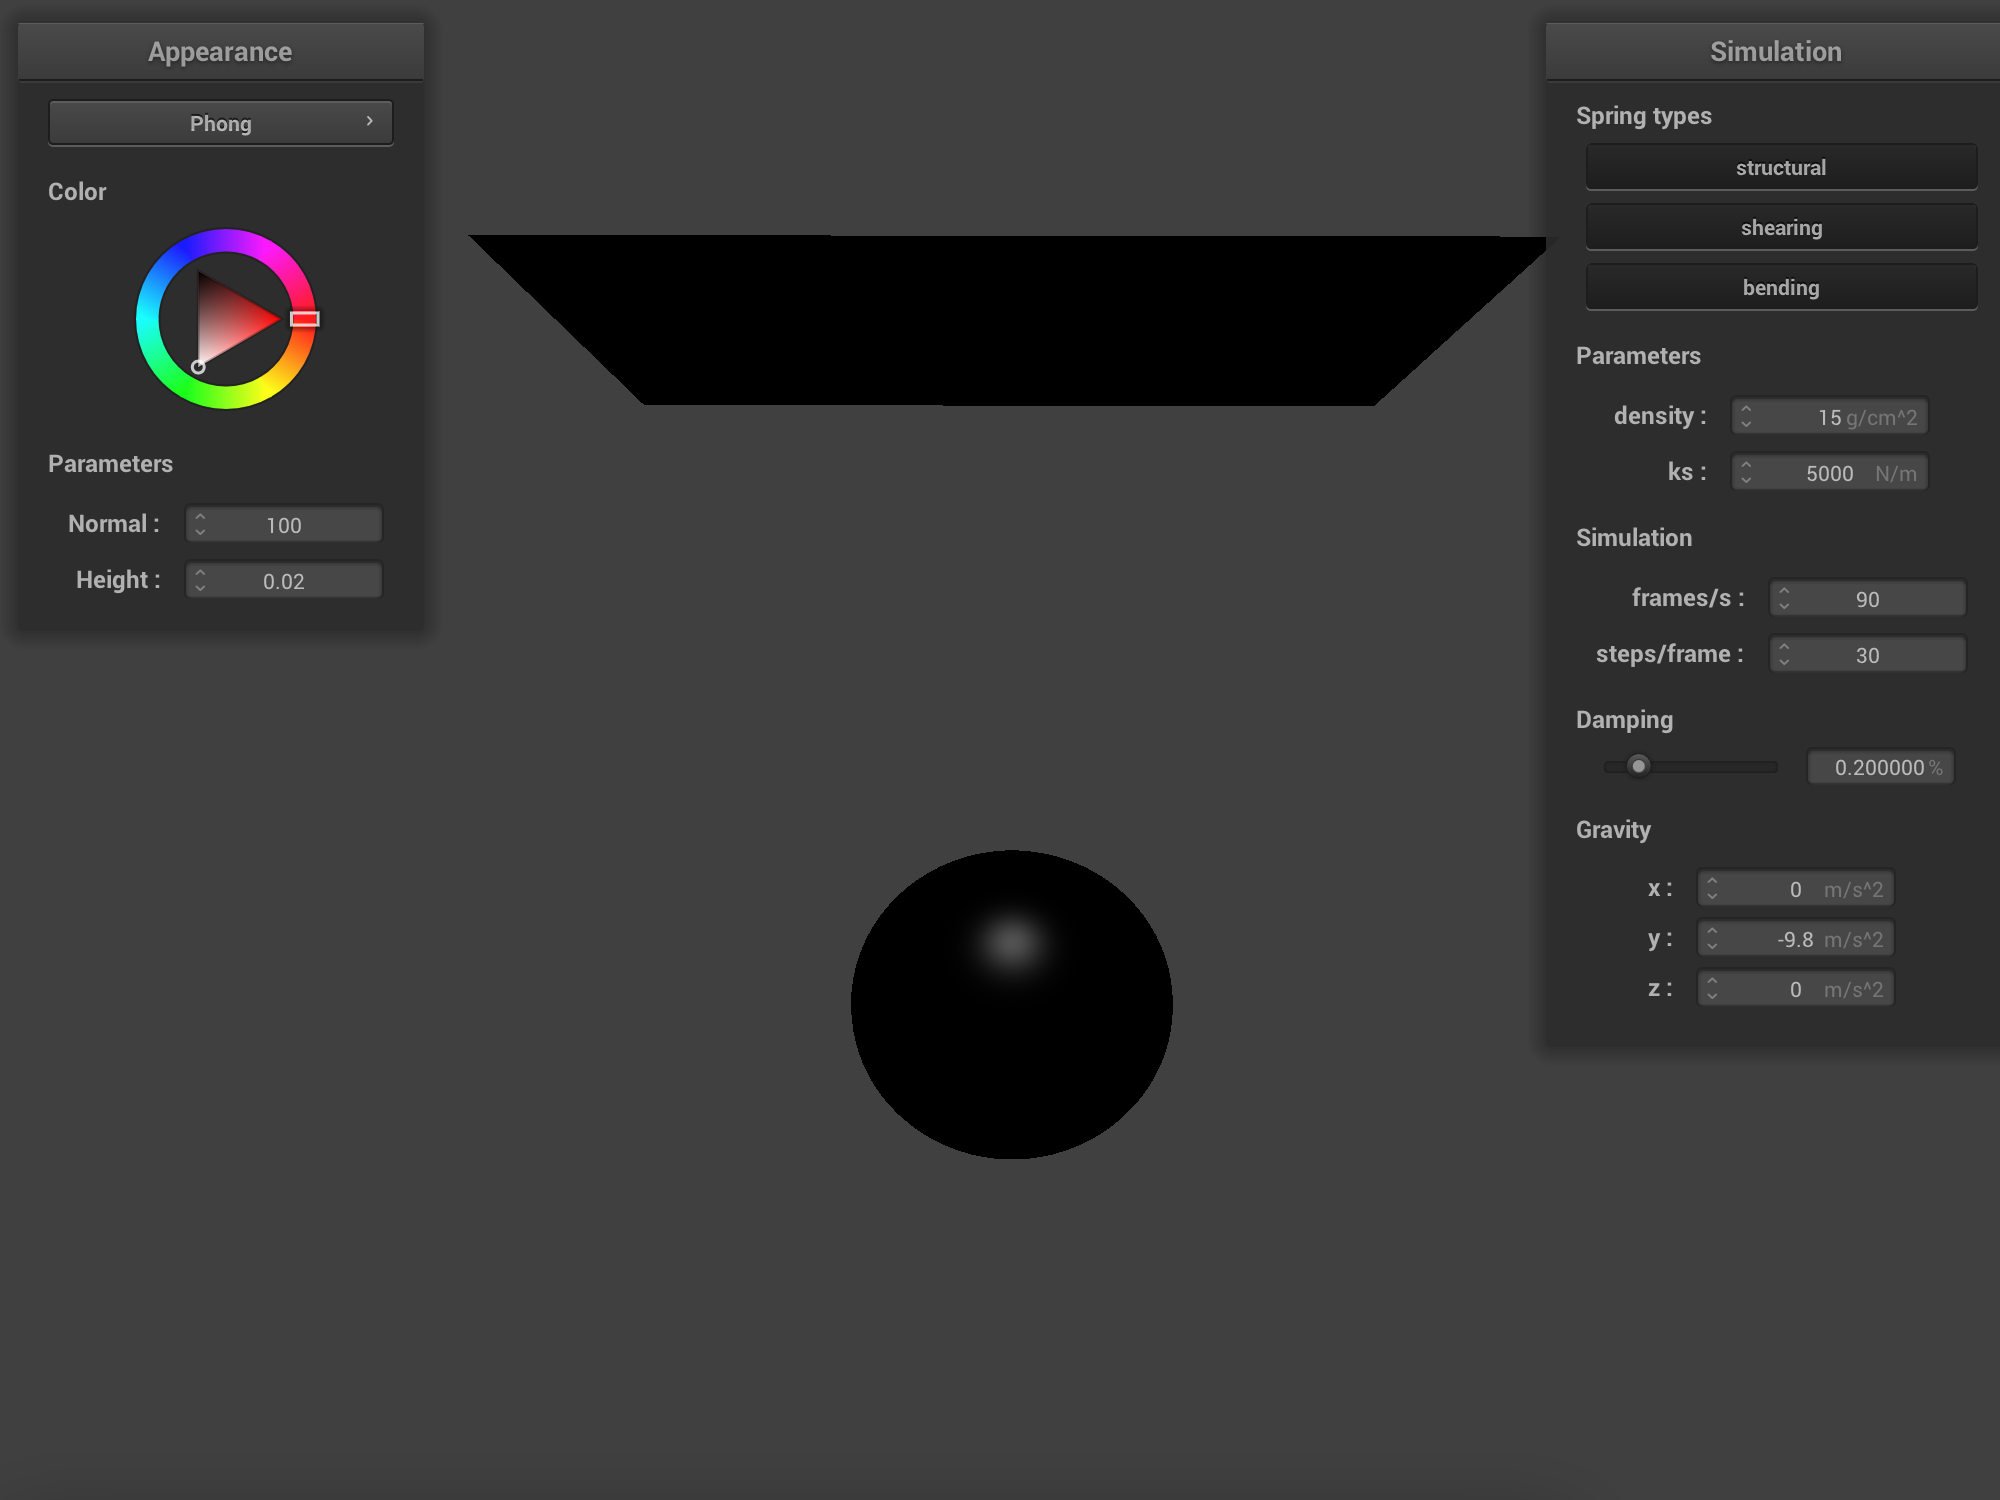 Appearance
Phong
Color
Parameters
Normal : 100
Height : 0.02
Simulation
Spring types
structural
shearing
bending
Parameters
density : 15 g/cm^2
ks : 5000 N/m
Simulation
frames/s : 90
steps/frame : 30
Damping
0.200000 %
Gravity
x : 0 m/s^2
y : -9.8 m/s^2
z : 0 m/s^2